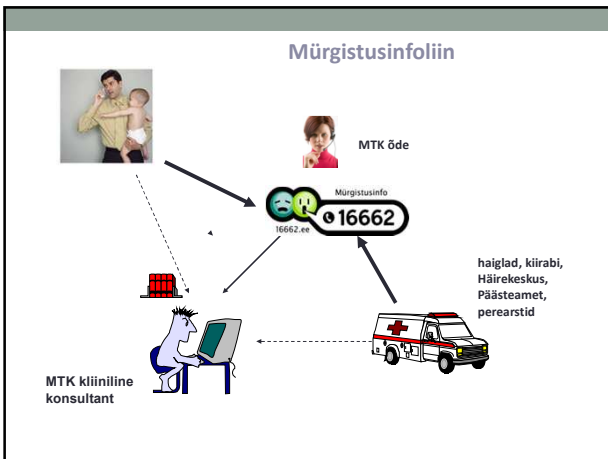 Mürgistusinfoliin
MTK õde
Mürgistusinfo
16662
16662.ee
haiglad, kiirabi,
Häirekeskus,
Päästeamet,
perearstid
MTK kliiniline
konsultant